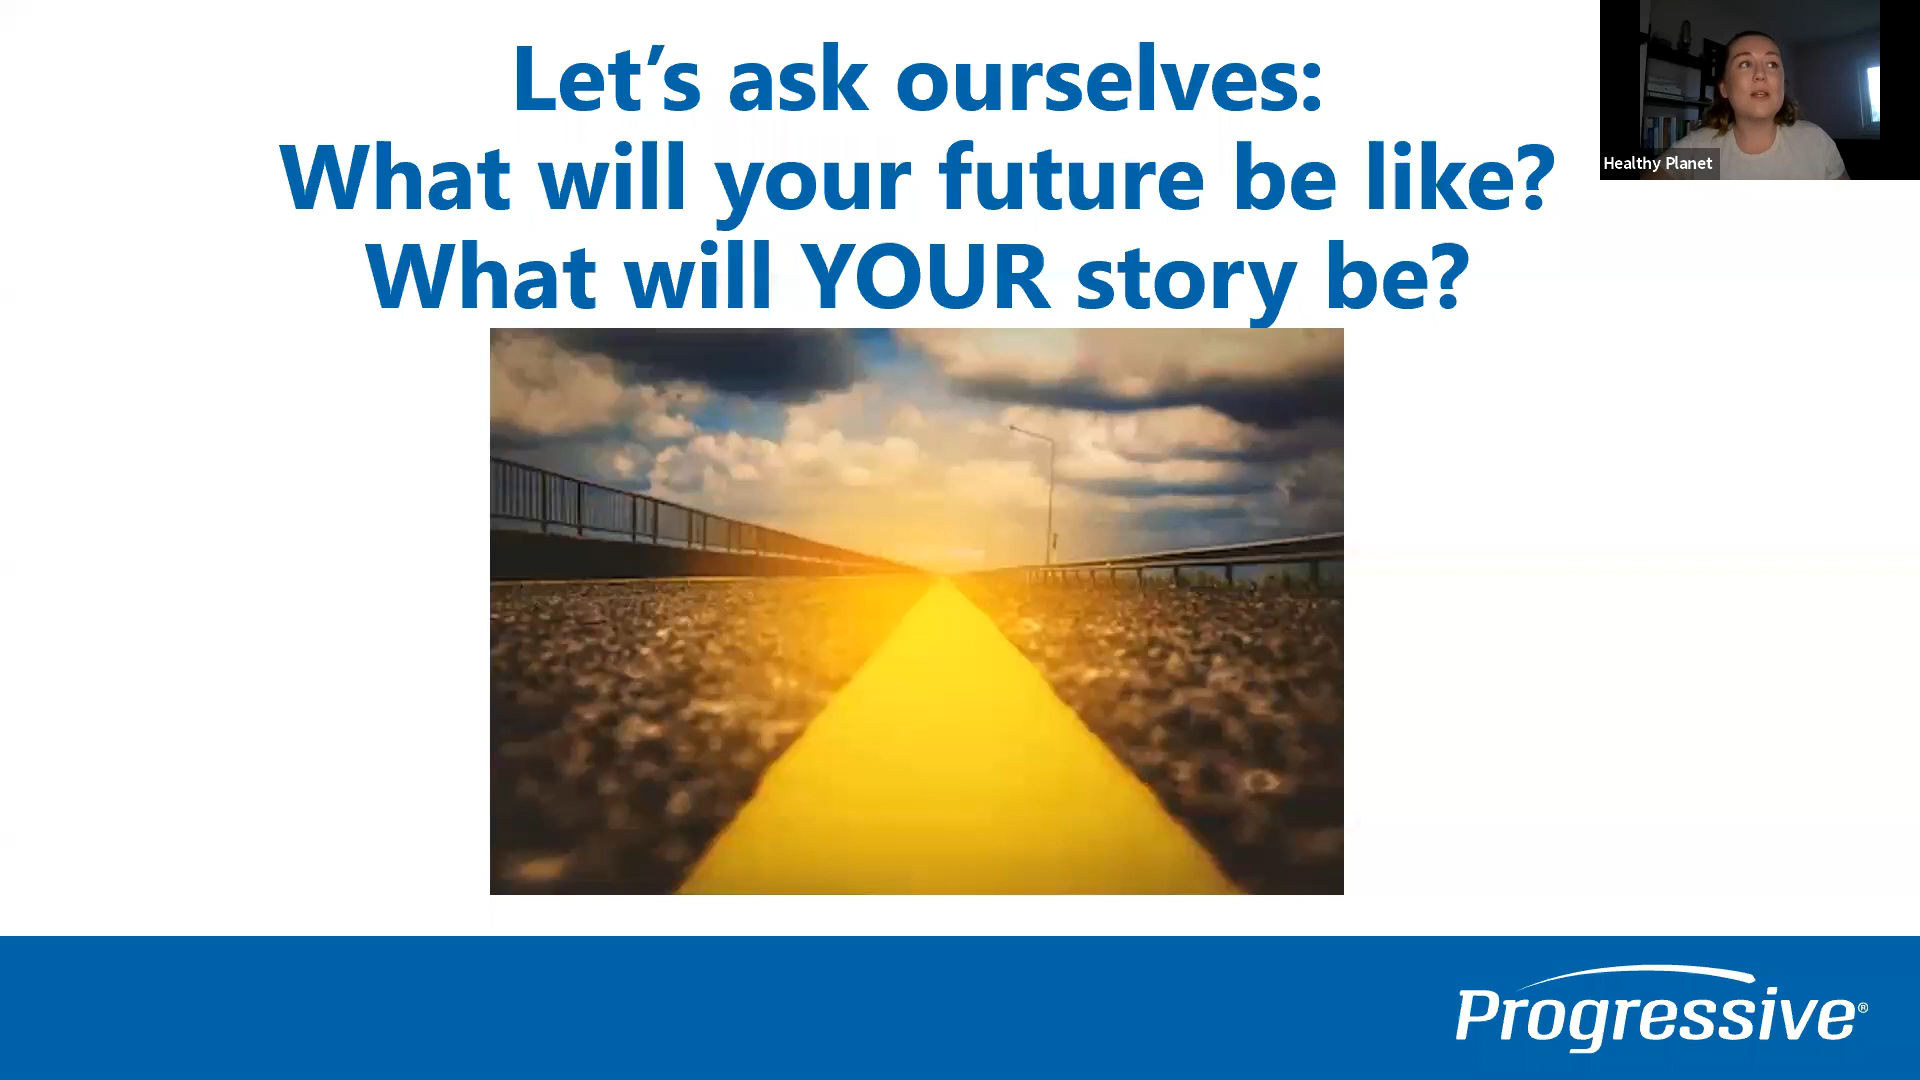 Let’s ask ourselves:
What will your future be like?
What will YOUR story be?
Healthy Planet
Progressive®